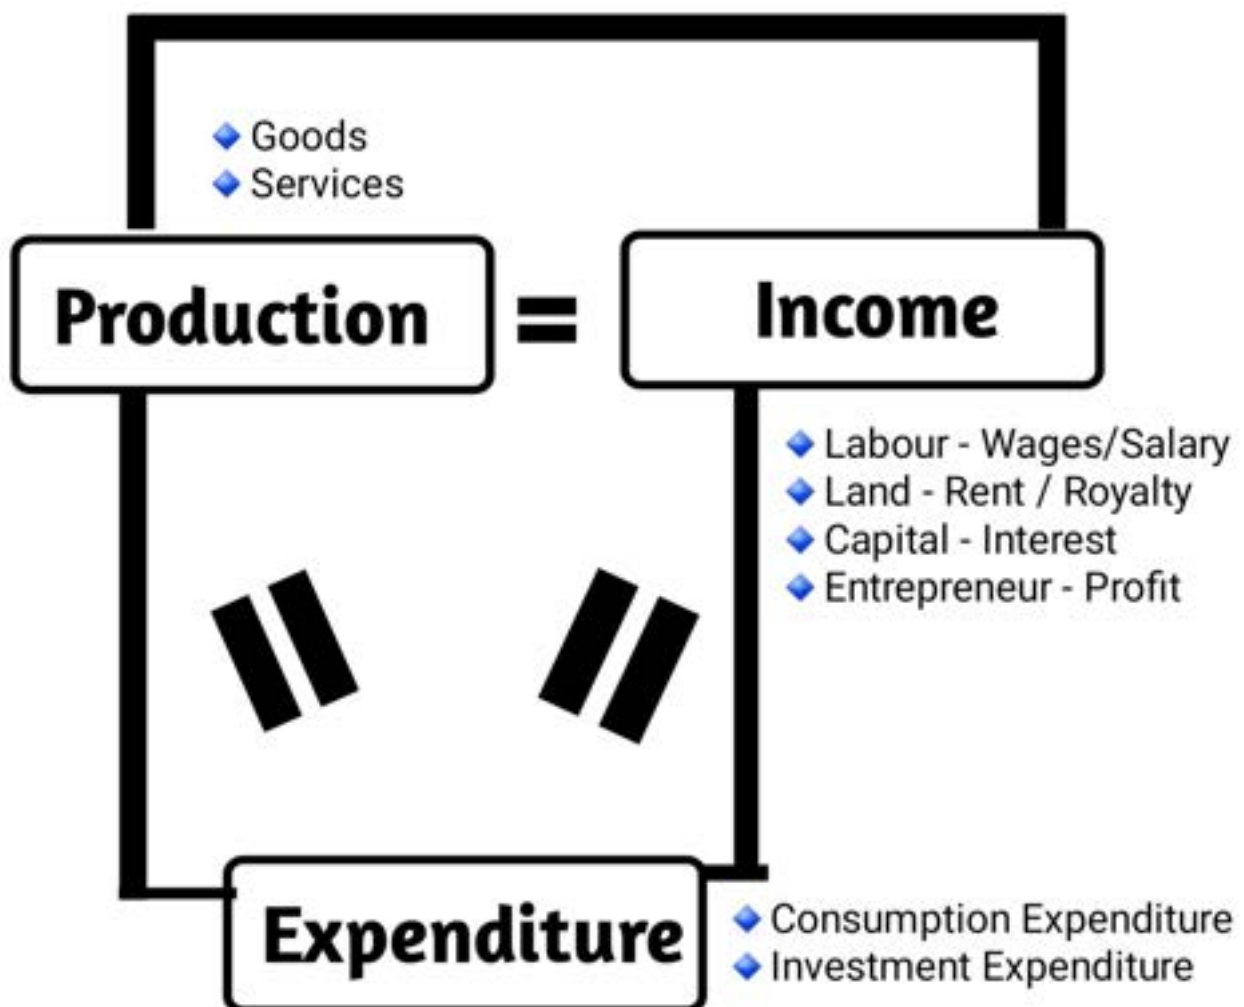 Goods
Services
Production = Income
Labour - Wages/Salary
Land - Rent / Royalty
Capital - Interest
Entrepreneur - Profit
Expenditure
Consumption Expenditure
Investment Expenditure